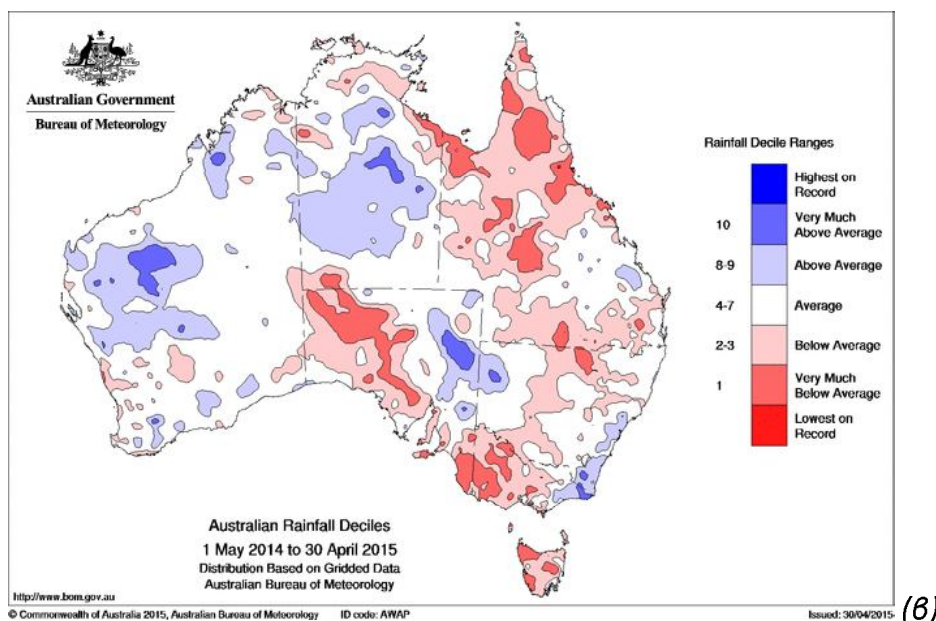 Australian Government
Bureau of Meteorology
Rainfall Decile Ranges
Highest on
Record
10
Very Much
Above Average
8-9
Above Average
4-7
Average
2-3
Below Average
1
Very Much
Below Average
Lowest on
Record
Australian Rainfall Deciles
1 May 2014 to 30 April 2015
Distribution Based on Gridded Data
Australian Bureau of Meteorology
http://www.bom.gov.au
© Commonwealth of Australia 2015, Australian Bureau of Meteorology ID code: AWAP Issued: 30/04/2015 (6)